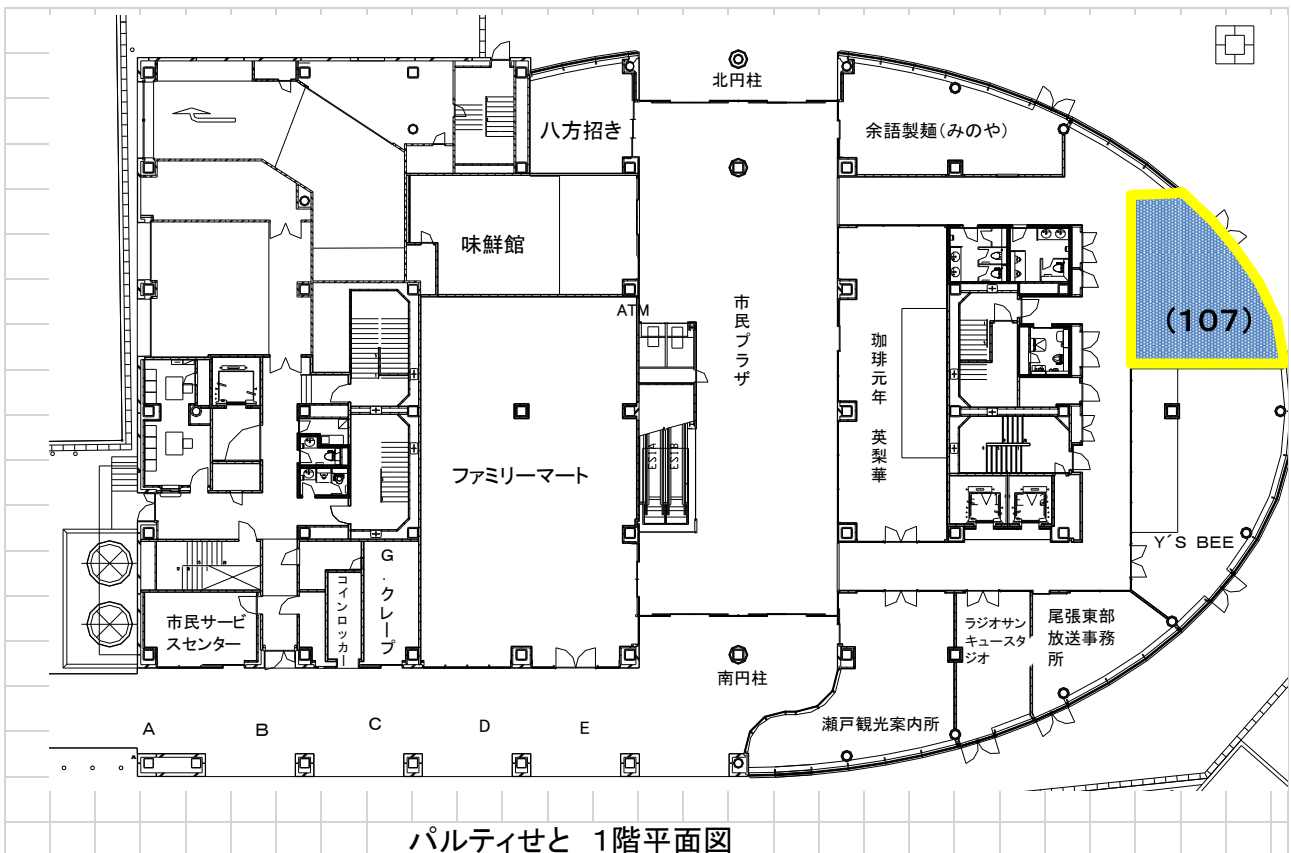 北円柱
八方招き
余語製麺(みのや)
味鮮館
(107)
ATM
市民プラザ
珈琲元年 英梨華
ファミリーマート
EST.A
EST.B
Y´S BEE
G・クレープ
コインロッカー
市民サービ
スセンター
ラジオサン
キュースタ
ジオ
尾張東部
放送事務
所
南円柱
瀬戸観光案内所
A
B
C
D
E
パルティせと 1階平面図